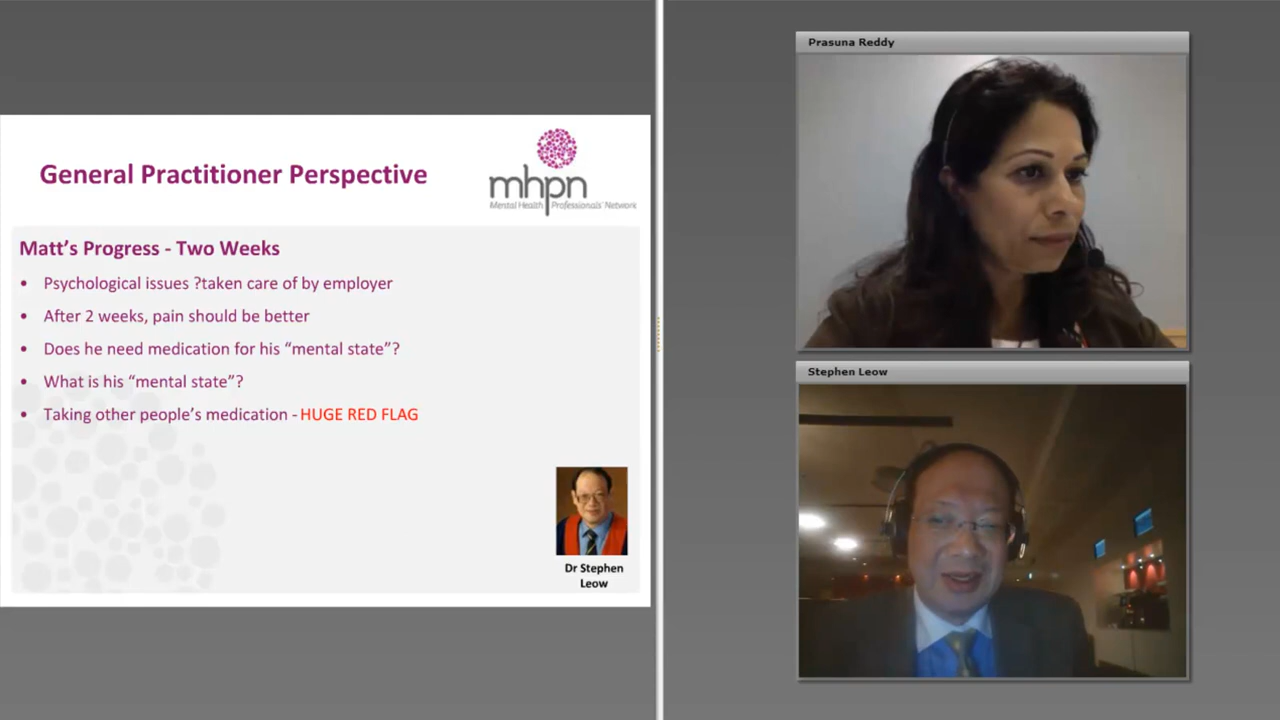 General Practitioner Perspective
mhpn
Mental Health Professionals' Network
Matt's Progress - Two Weeks
• Psychological issues ?taken care of by employer
• After 2 weeks, pain should be better
• Does he need medication for his “mental state”?
• What is his “mental state”?
• Taking other people's medication - HUGE RED FLAG
Dr Stephen
Leow
Prasuna Reddy
Stephen Leow